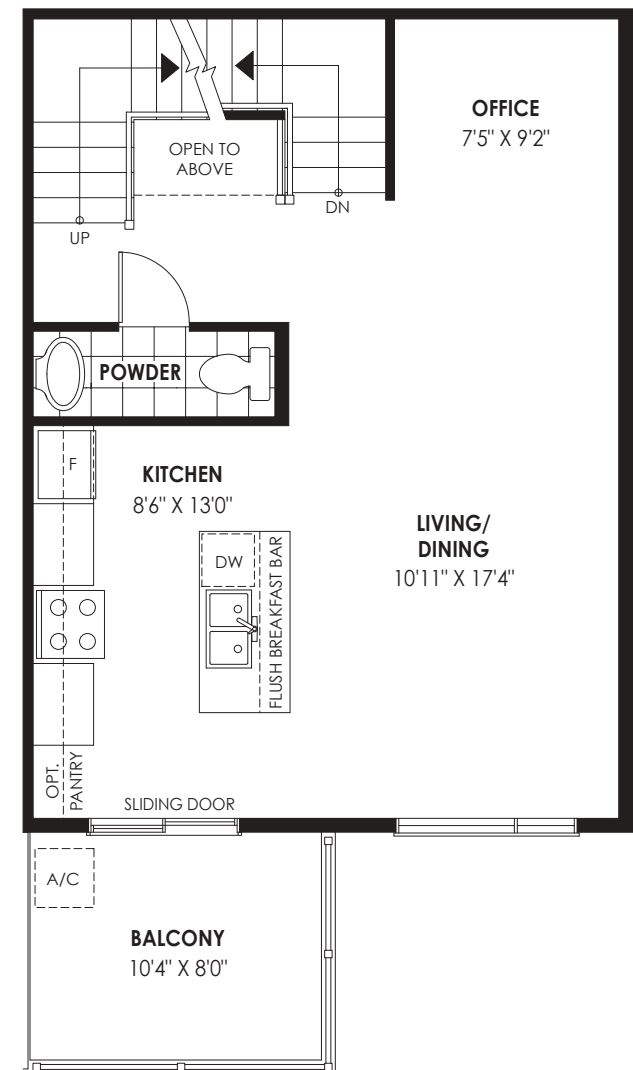 OFFICE
7'5" X 9'2"
OPEN TO
ABOVE
UP
DN
POWDER
F
KITCHEN
8'6" X 13'0"
LIVING/
DINING
10'11" X 17'4"
DW
FLUSH BREAKFAST BAR
OPT.
PANTRY
SLIDING DOOR
A/C
BALCONY
10'4" X 8'0"